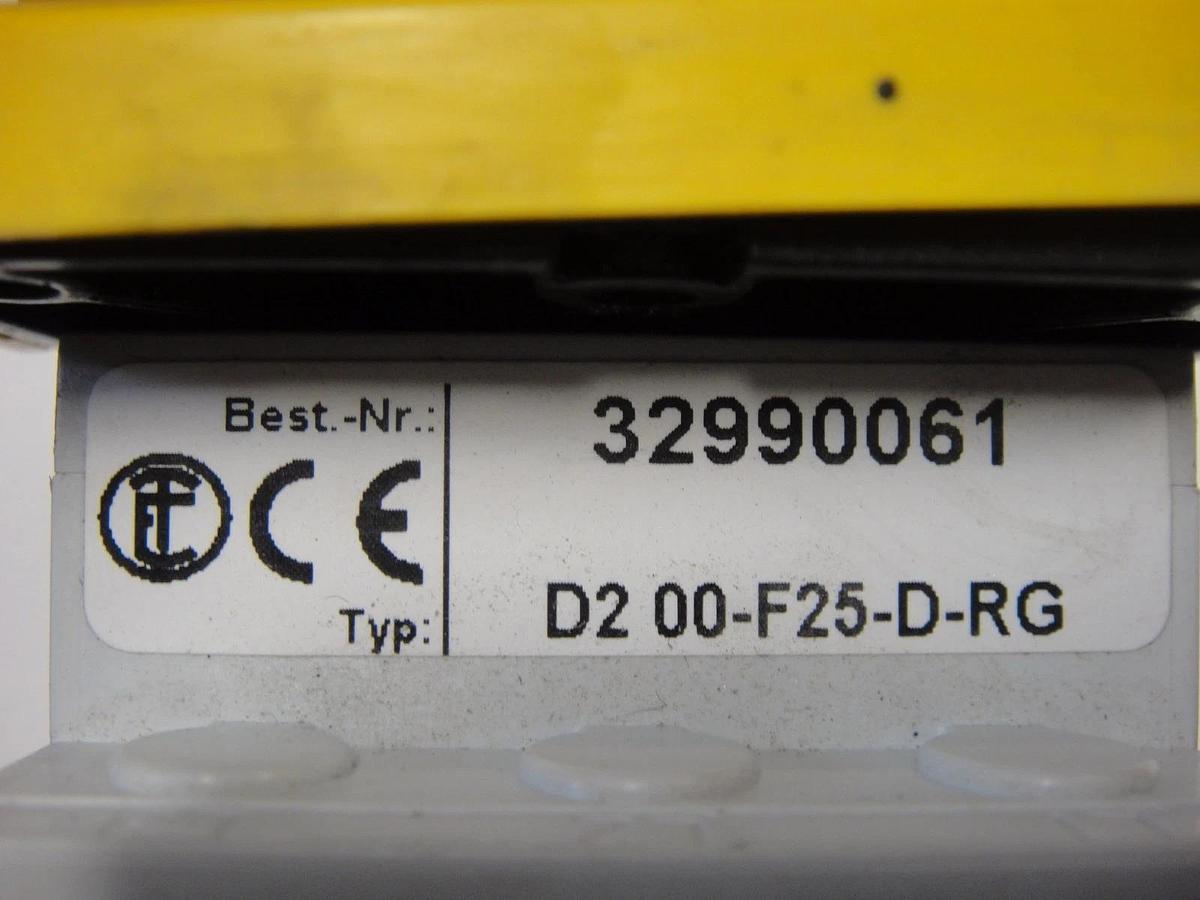 Best.-Nr.: 32990061
CE
Typ: D2 00-F25-D-RG